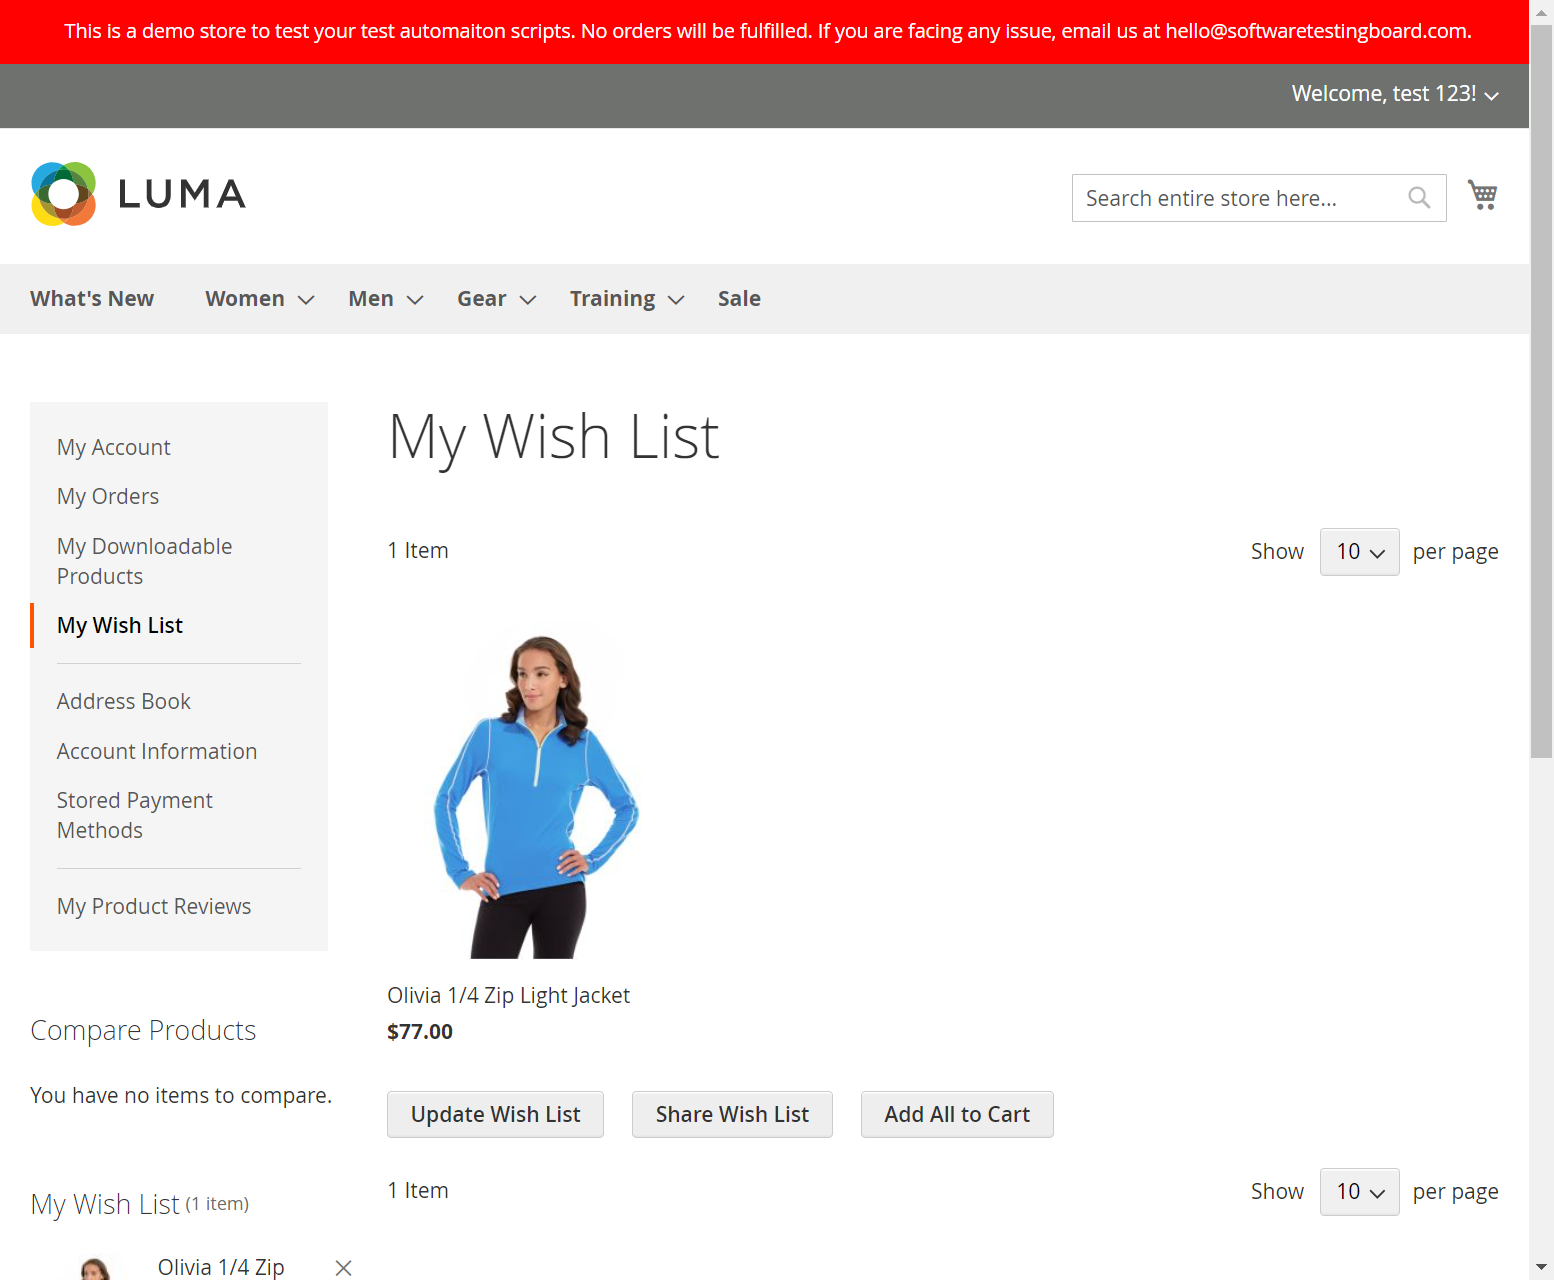 This is a demo store to test your test automaiton scripts. No orders will be fulfilled. If you are facing any issue, email us at hello@softwaretestingboard.com.
Welcome, test 123!
LUMA
Search entire store here...
What's New Women Men Gear Training Sale
My Account
My Orders
My Downloadable
Products
My Wish List
Address Book
Account Information
Stored Payment
Methods
My Product Reviews
Compare Products
You have no items to compare.
My Wish List (1 item)
Olivia 1/4 Zip
My Wish List
1 Item
Show 10 per page
Olivia 1/4 Zip Light Jacket
$77.00
Update Wish List Share Wish List Add All to Cart
1 Item
Show 10 per page